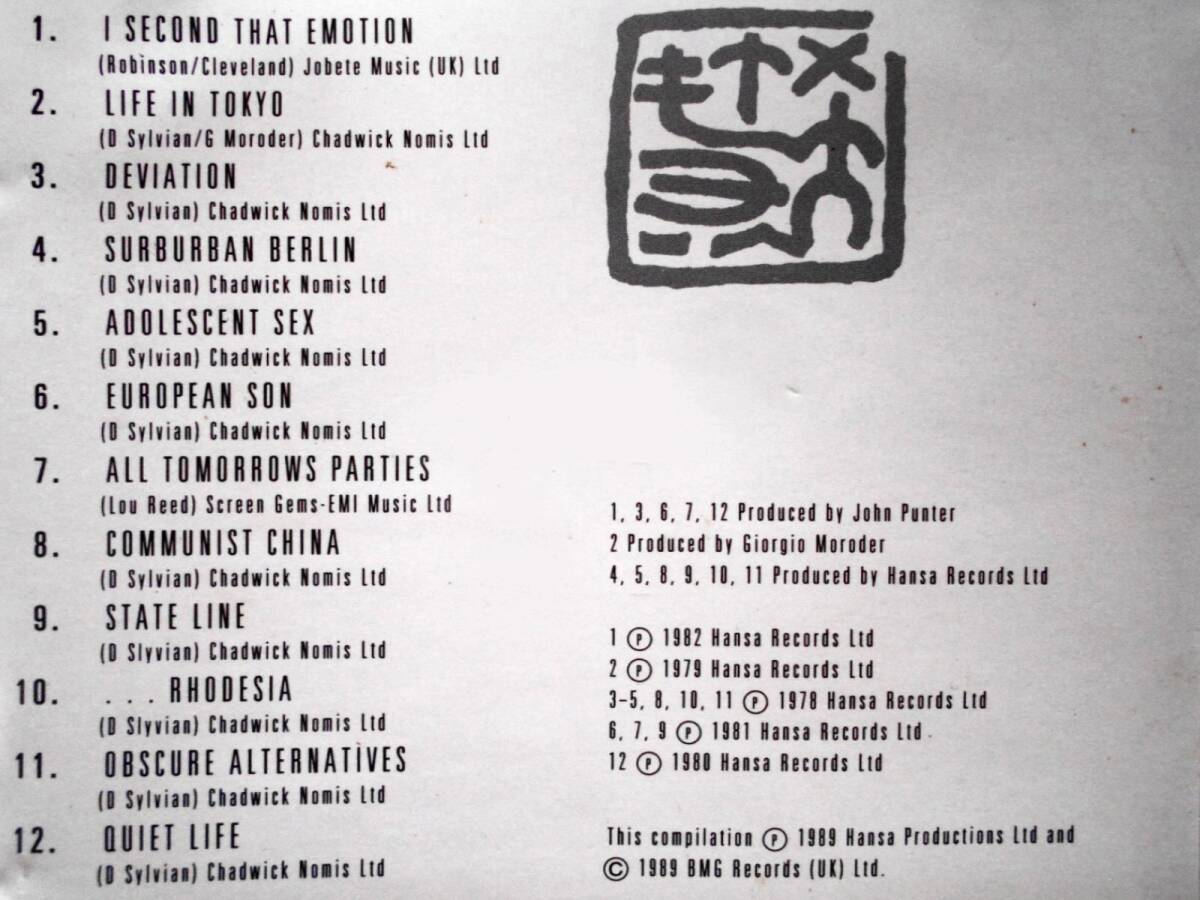 1. I SECOND THAT EMOTION
(Robinson/Cleveland) Jobete Music (UK) Ltd
2. LIFE IN TOKYO
(D Sylvian/G Moroder) Chadwick Nomis Ltd
3. DEVIATION
(D Sylvian) Chadwick Nomis Ltd
4. SURBURBAN BERLIN
(D Sylvian) Chadwick Nomis Ltd
5. ADOLESCENT SEX
(D Sylvian) Chadwick Nomis Ltd
6. EUROPEAN SON
(D Sylvian) Chadwick Nomis Ltd
7. ALL TOMORROWS PARTIES
(Lou Reed) Screen Gems-EMI Music Ltd
8. COMMUNIST CHINA
(D Sylvian) Chadwick Nomis Ltd
9. STATE LINE
(D Slyvian) Chadwick Nomis Ltd
10. . . . RHODESIA
(D Slyvian) Chadwick Nomis Ltd
11. OBSCURE ALTERNATIVES
(D Sylvian) Chadwick Nomis Ltd
12. QUIET LIFE
(D Sylvian) Chadwick Nomis Ltd
1, 3, 6, 7, 12 Produced by John Punter
2 Produced by Giorgio Moroder
4, 5, 8, 9, 10, 11 Produced by Hansa Records Ltd
1 Ⓟ 1982 Hansa Records Ltd
2 Ⓟ 1979 Hansa Records Ltd
3-5, 8, 10, 11 Ⓟ 1978 Hansa Records Ltd
6, 7, 9 Ⓟ 1981 Hansa Records Ltd
12 Ⓟ 1980 Hansa Records Ltd
This compilation Ⓟ 1989 Hansa Productions Ltd and
© 1989 BMG Records (UK) Ltd.